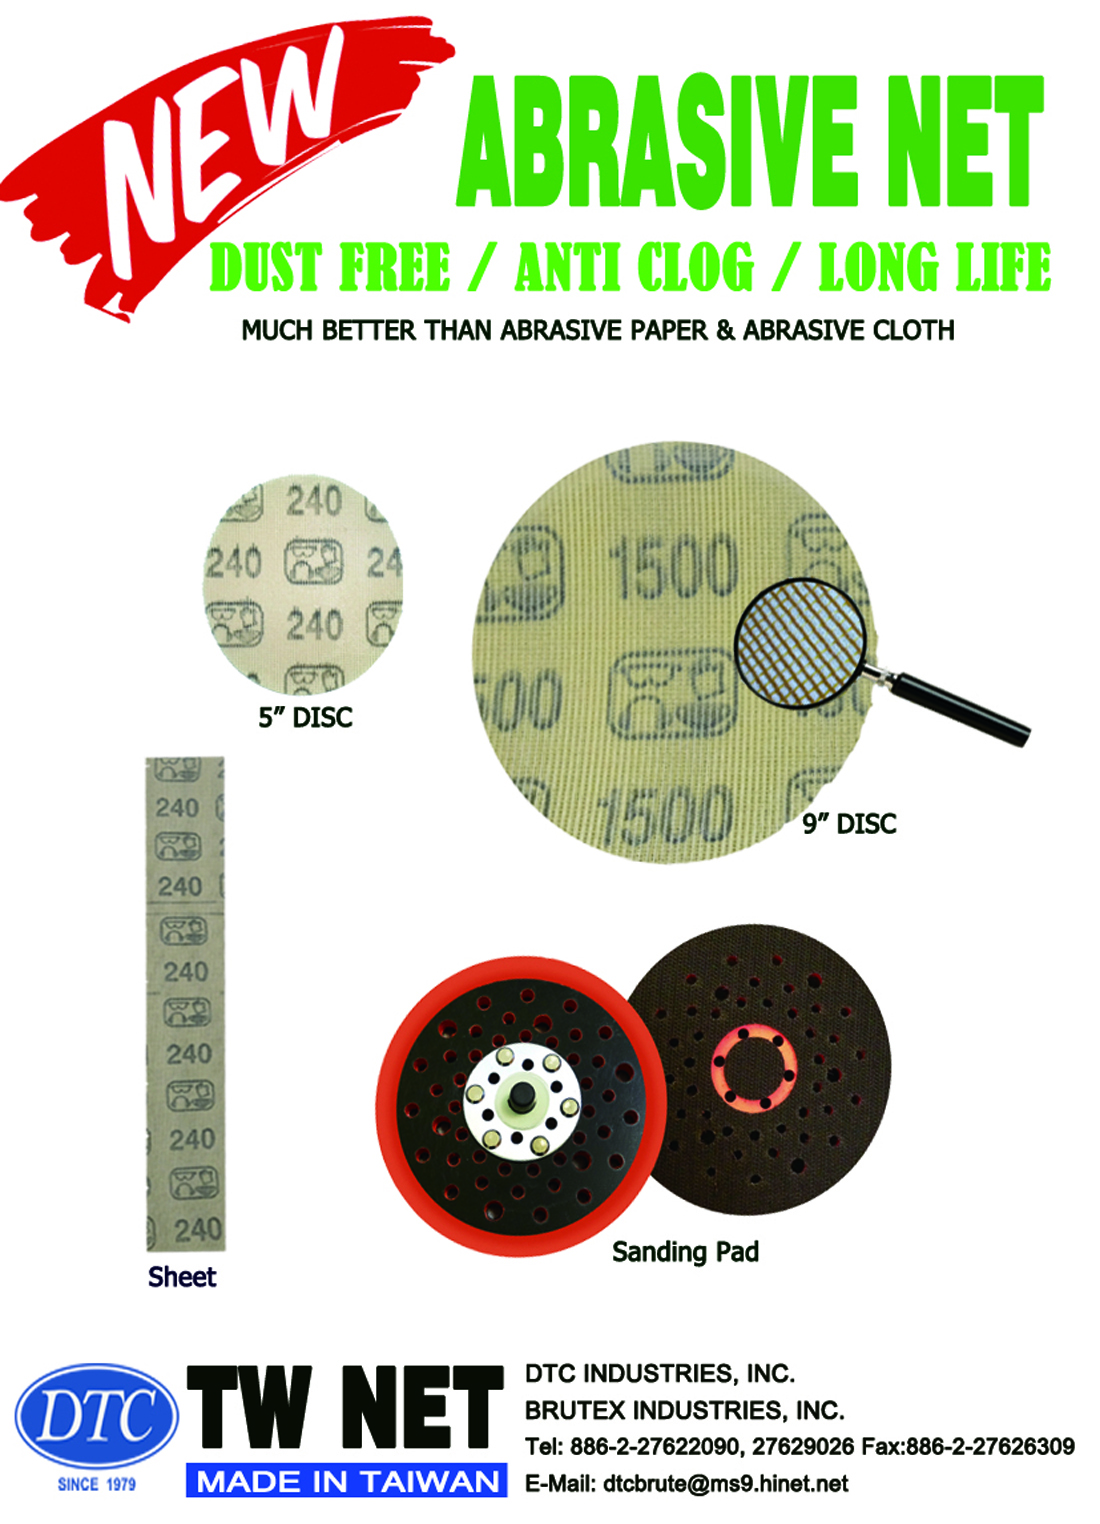 NEW
ABRASIVE NET
DUST FREE / ANTI CLOG / LONG LIFE
MUCH BETTER THAN ABRASIVE PAPER & ABRASIVE CLOTH
240
240 24
240
5” DISC
1500
500
1500
9” DISC
240
240
240
240
240
240
Sheet
Sanding Pad
DTC
SINCE 1979
TW NET
MADE IN TAIWAN
DTC INDUSTRIES, INC.
BRUTEX INDUSTRIES, INC.
Tel: 886-2-27622090, 27629026 Fax:886-2-27626309
E-Mail: dtcbrute@ms9.hinet.net